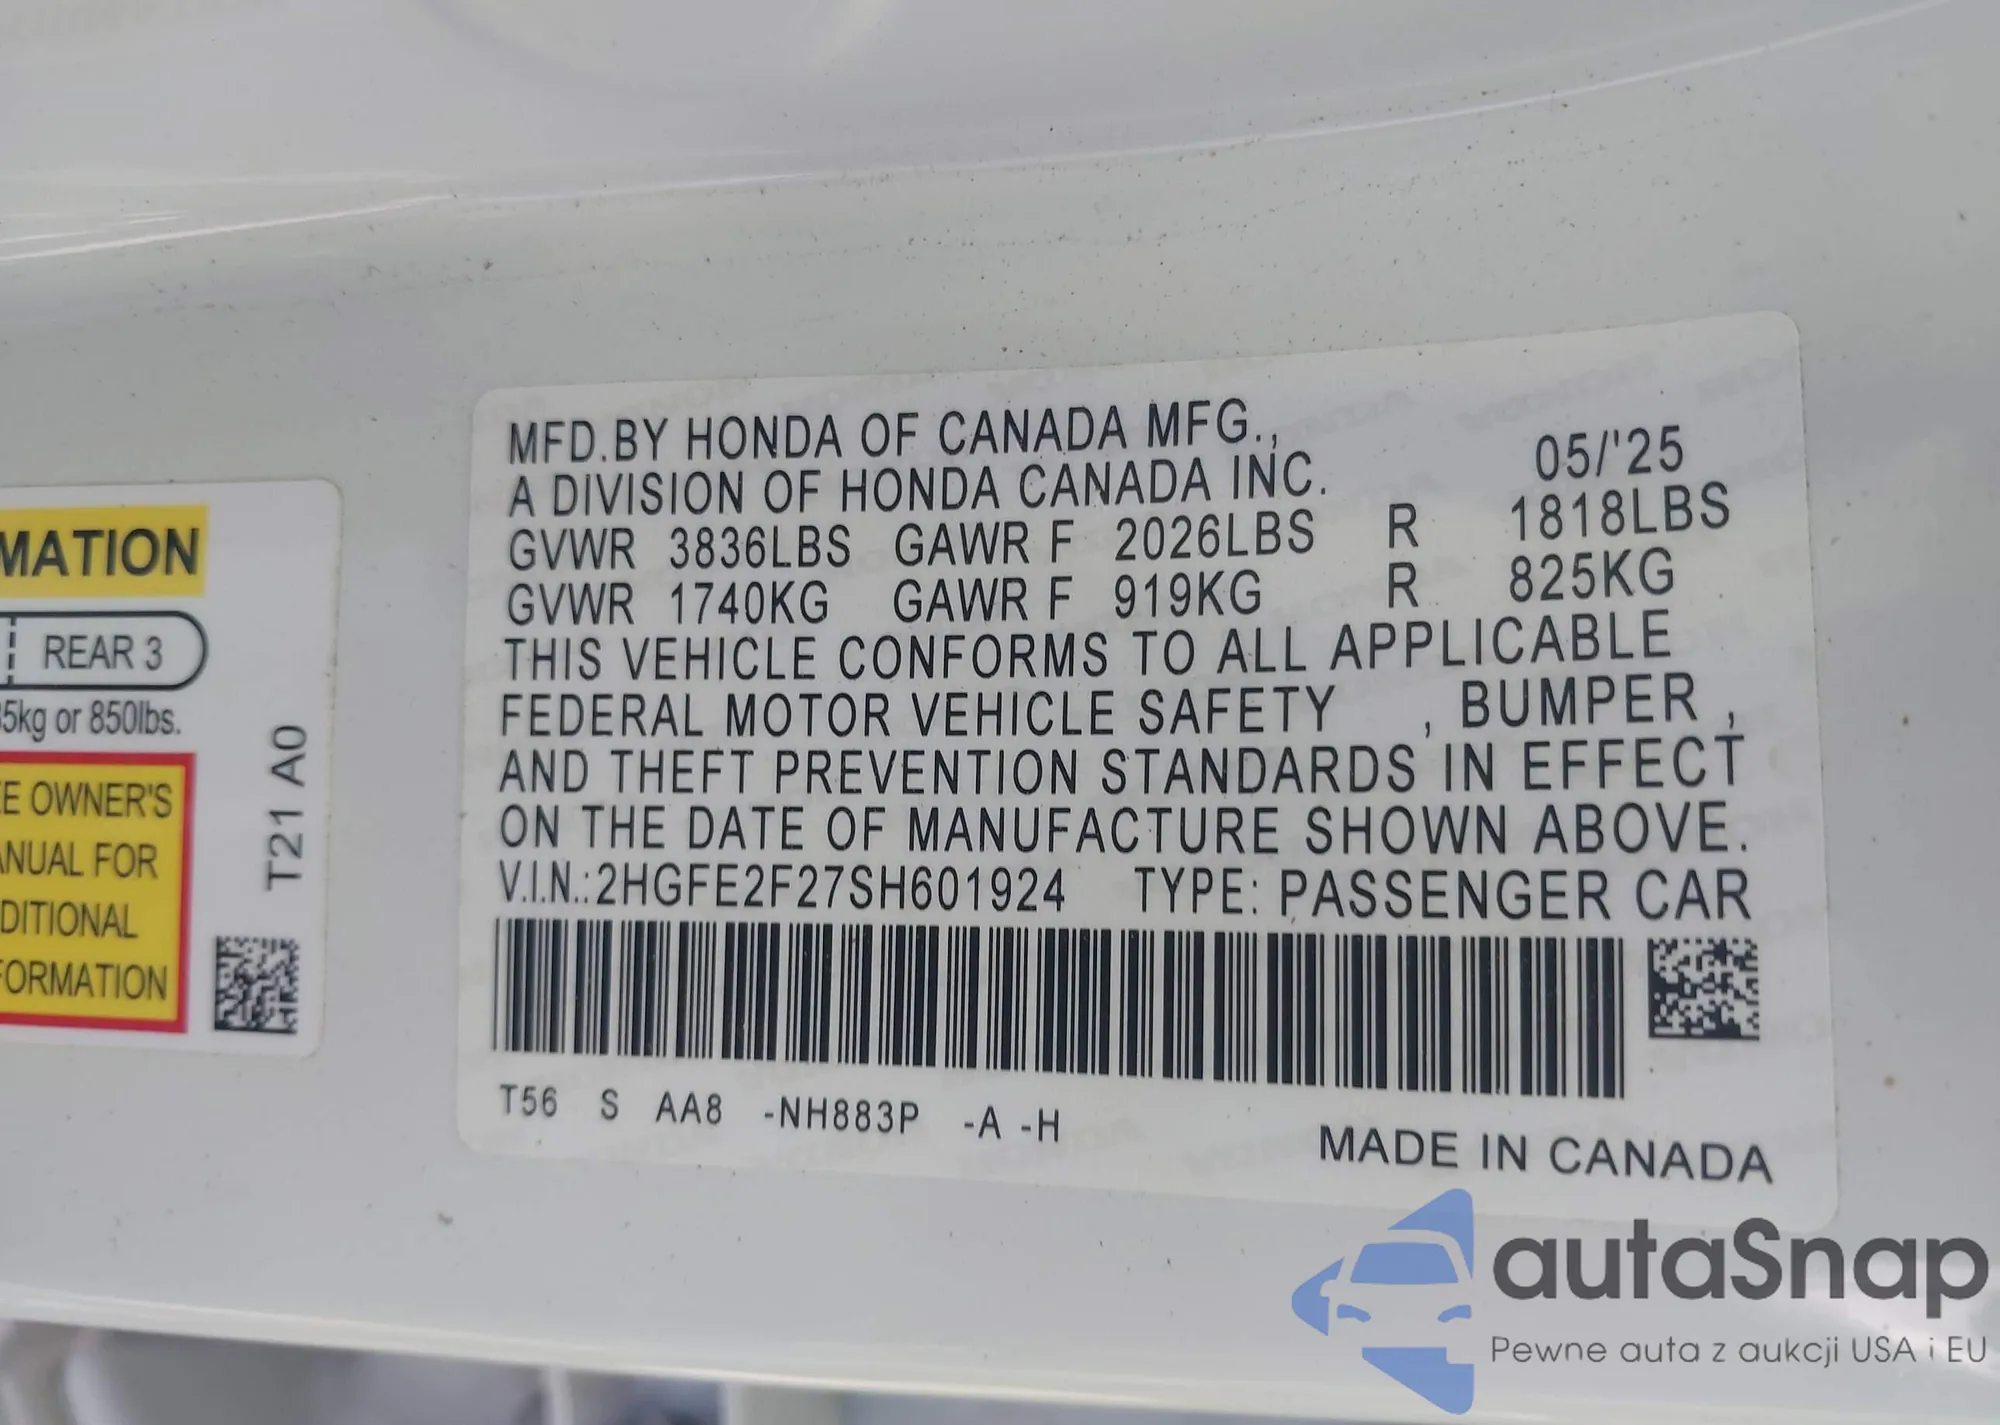 MATION
REAR 3
5kg or 850lbs.
E OWNER'S
ANUAL FOR
DITIONAL
FORMATION
T21 A0
MFD.BY HONDA OF CANADA MFG.,
A DIVISION OF HONDA CANADA INC. 05/'25
GVWR 3836LBS GAWR F 2026LBS R 1818LBS
GVWR 1740KG GAWR F 919KG R 825KG
THIS VEHICLE CONFORMS TO ALL APPLICABLE
FEDERAL MOTOR VEHICLE SAFETY , BUMPER ,
AND THEFT PREVENTION STANDARDS IN EFFECT
ON THE DATE OF MANUFACTURE SHOWN ABOVE.
V.I.N.:2HGFE2F27SH601924 TYPE: PASSENGER CAR
T56 S AA8 -NH883P -A -H
MADE IN CANADA
autaSnap
Pewne auta z aukcji USA i EU